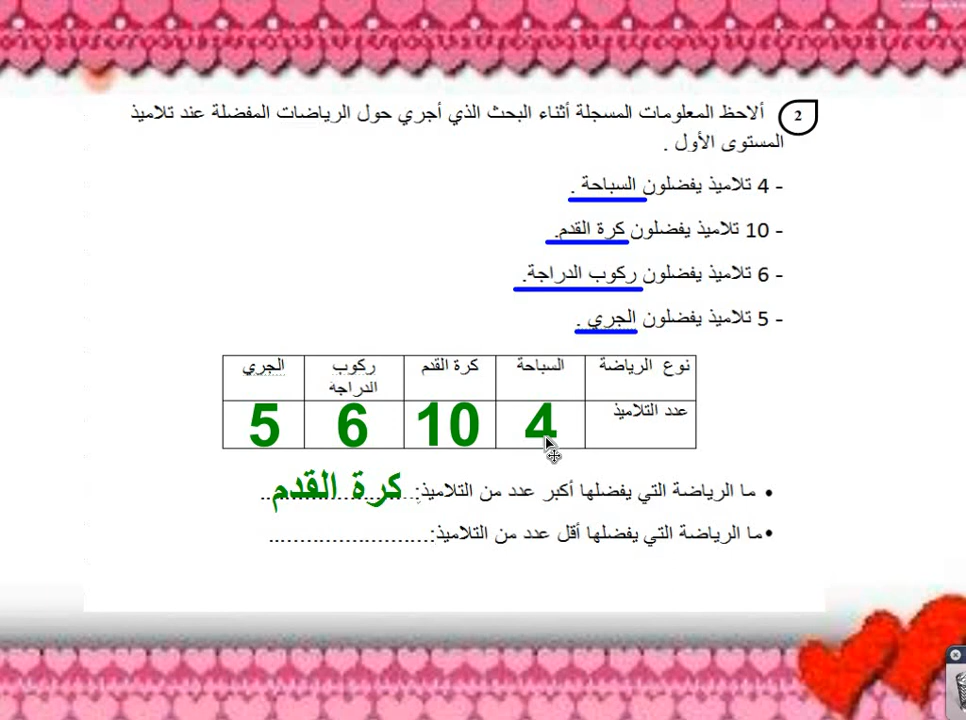 2 ألاحظ المعلومات المسجلة أثناء البحث الذي أجري حول الرياضات المفضلة عند تلاميذ
المستوى الأول .
- 4 تلاميذ يفضلون السباحة .
- 10 تلاميذ يفضلون كرة القدم.
- 6 تلاميذ يفضلون ركوب الدراجة.
- 5 تلاميذ يفضلون الجري .
نوع الرياضة السباحة كرة القدم ركوب الدراجة الجري
عدد التلاميذ 4 10 6 5
• ما الرياضة التي يفضلها أكبر عدد من التلاميذ: كرة القدم
• ما الرياضة التي يفضلها أقل عدد من التلاميذ:.........................